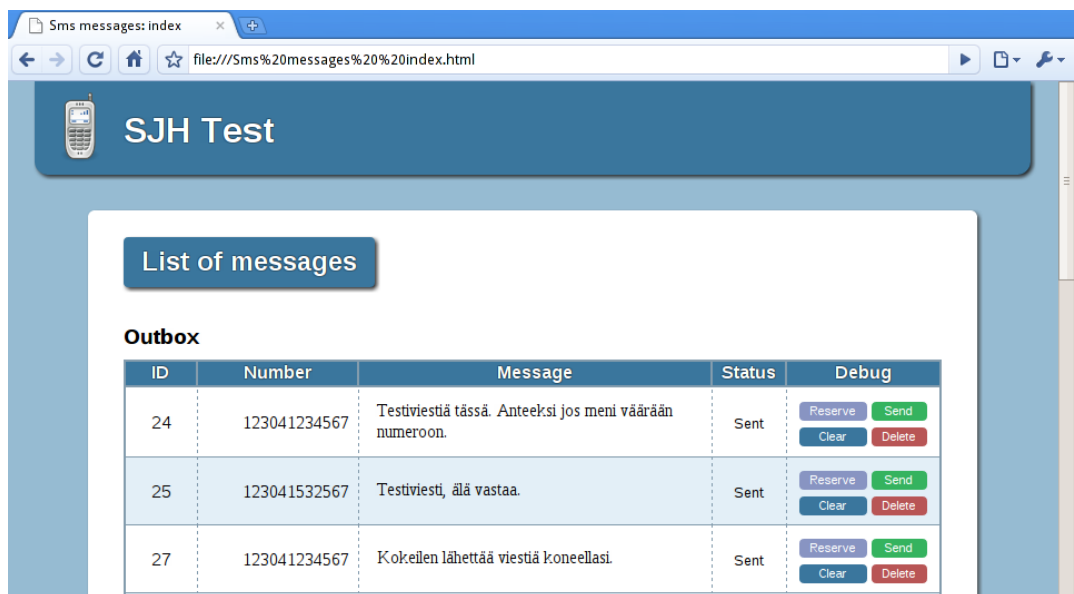 Sms messages: index
file:///Sms%20messages%20%20index.html
SJH Test
List of messages
Outbox
ID Number Message Status Debug
24 123041234567 Testiviestiä tässä. Anteeksi jos meni väärään numeroon. Sent Reserve Send Clear Delete
25 123041532567 Testiviesti, älä vastaa. Sent Reserve Send Clear Delete
27 123041234567 Kokeilen lähettää viestiä koneellasi. Sent Reserve Send Clear Delete